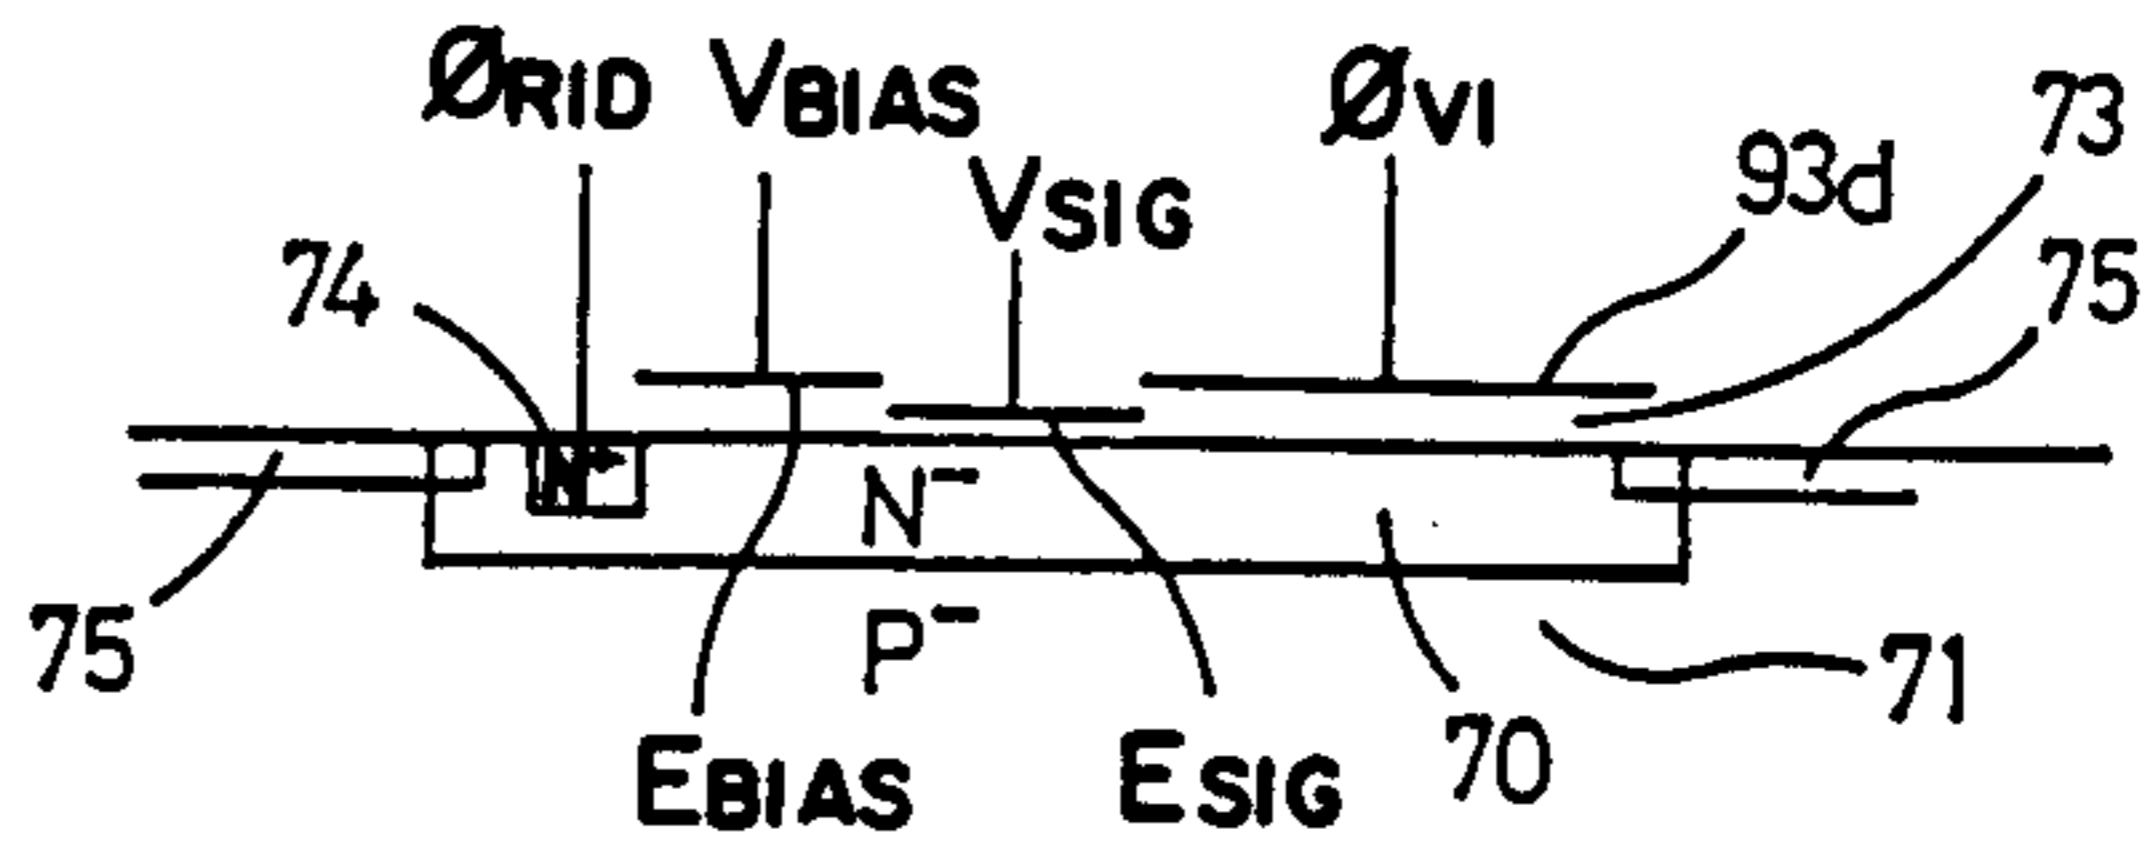 ØRID VBIAS ØVI
73
93d
VSIG
74
75
N+
N−
P−
75
71
70
EBIAS ESIG